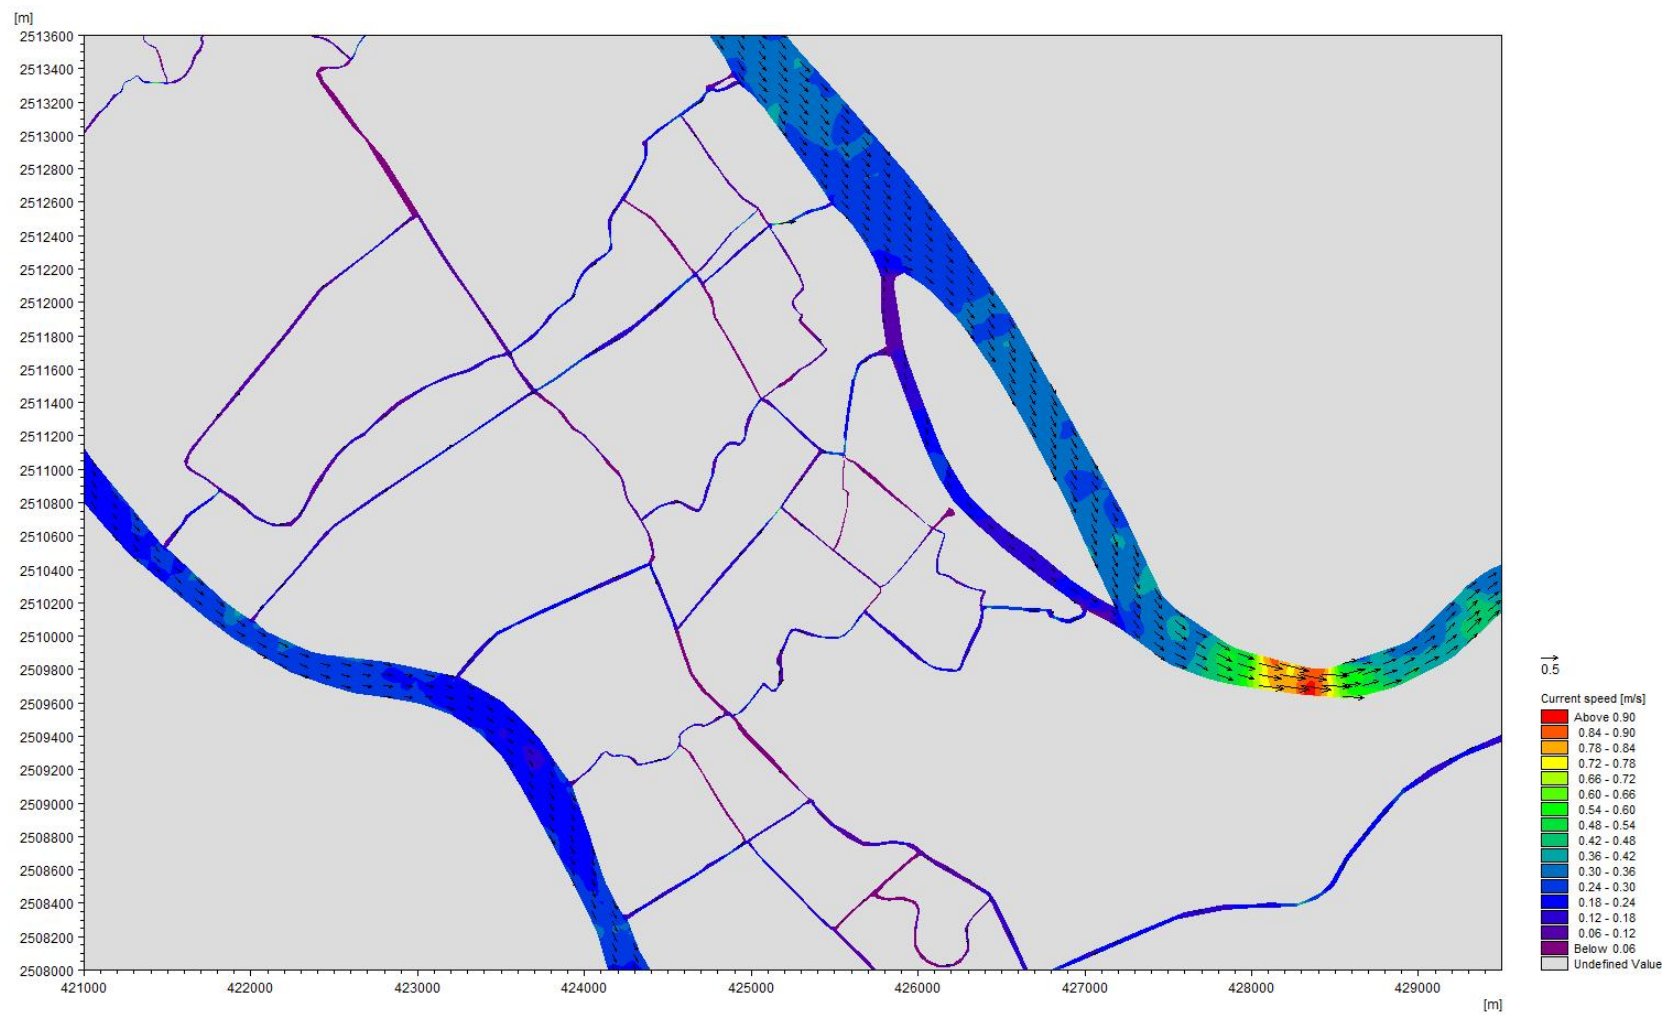 [m]
2513600
2513400
2513200
2513000
2512800
2512600
2512400
2512200
2512000
2511800
2511600
2511400
2511200
2511000
2510800
2510600
2510400
2510200
2510000
2509800
2509600
2509400
2509200
2509000
2508800
2508600
2508400
2508200
2508000
421000 422000 423000 424000 425000 426000 427000 428000 429000
[m]
0.5
Current speed [m/s]
Above 0.90
0.84 - 0.90
0.78 - 0.84
0.72 - 0.78
0.66 - 0.72
0.60 - 0.66
0.54 - 0.60
0.48 - 0.54
0.42 - 0.48
0.36 - 0.42
0.30 - 0.36
0.24 - 0.30
0.18 - 0.24
0.12 - 0.18
0.06 - 0.12
Below 0.06
Undefined Value